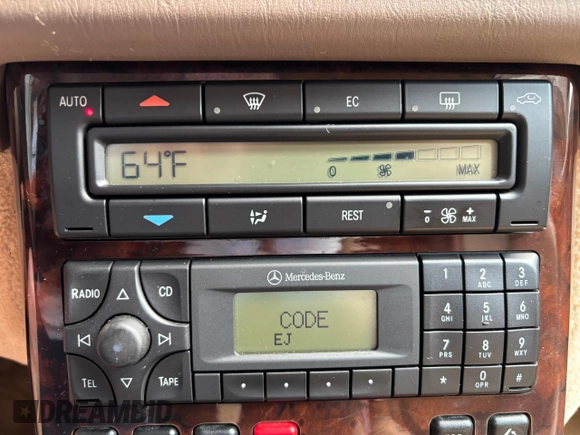 AUTO
EC
64°F
0
MAX
REST
- 0 + MAX
Mercedes-Benz
RADIO
CD
CODE
EJ
TEL
TAPE
1
2 ABC
3 DEF
4 GHI
5 JKL
6 MNO
7 PRS
8 TUV
9 WXY
*
0 OPR
#
DREAMBID